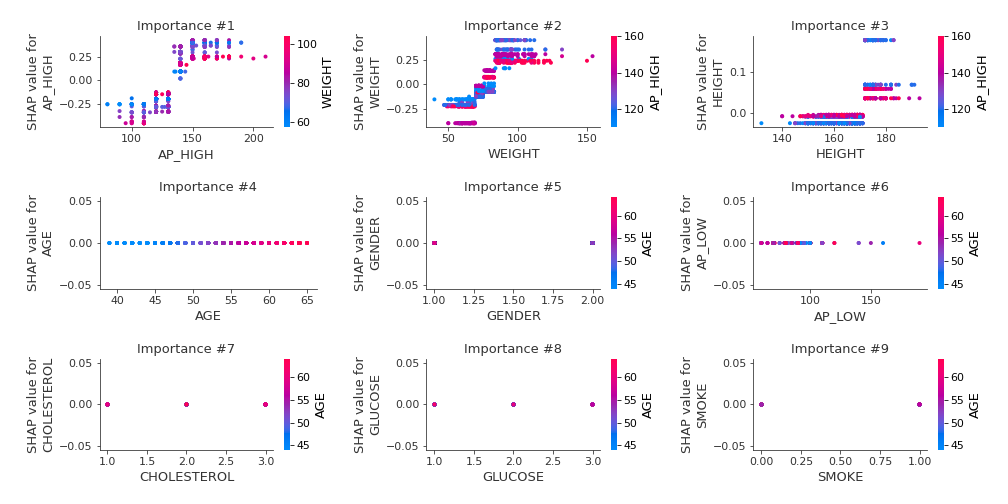 Importance #1
SHAP value for
AP_HIGH
0.25
0.00
−0.25
100
150
200
AP_HIGH
100
80
60
WEIGHT
Importance #2
SHAP value for
WEIGHT
0.25
0.00
−0.25
50
100
150
WEIGHT
160
140
120
AP_HIGH
Importance #3
SHAP value for
HEIGHT
0.1
0.0
140
160
180
HEIGHT
160
140
120
AP_HIGH
Importance #4
SHAP value for
AGE
0.05
0.00
−0.05
40
45
50
55
60
65
AGE
Importance #5
SHAP value for
GENDER
0.05
0.00
−0.05
1.00
1.25
1.50
1.75
2.00
GENDER
60
55
50
45
AGE
Importance #6
SHAP value for
AP_LOW
0.05
0.00
−0.05
100
150
AP_LOW
60
55
50
45
AGE
Importance #7
SHAP value for
CHOLESTEROL
0.05
0.00
−0.05
1.0
1.5
2.0
2.5
3.0
CHOLESTEROL
60
55
50
45
AGE
Importance #8
SHAP value for
GLUCOSE
0.05
0.00
−0.05
1.0
1.5
2.0
2.5
3.0
GLUCOSE
60
55
50
45
AGE
Importance #9
SHAP value for
SMOKE
0.05
0.00
−0.05
0.00
0.25
0.50
0.75
1.00
SMOKE
60
55
50
45
AGE